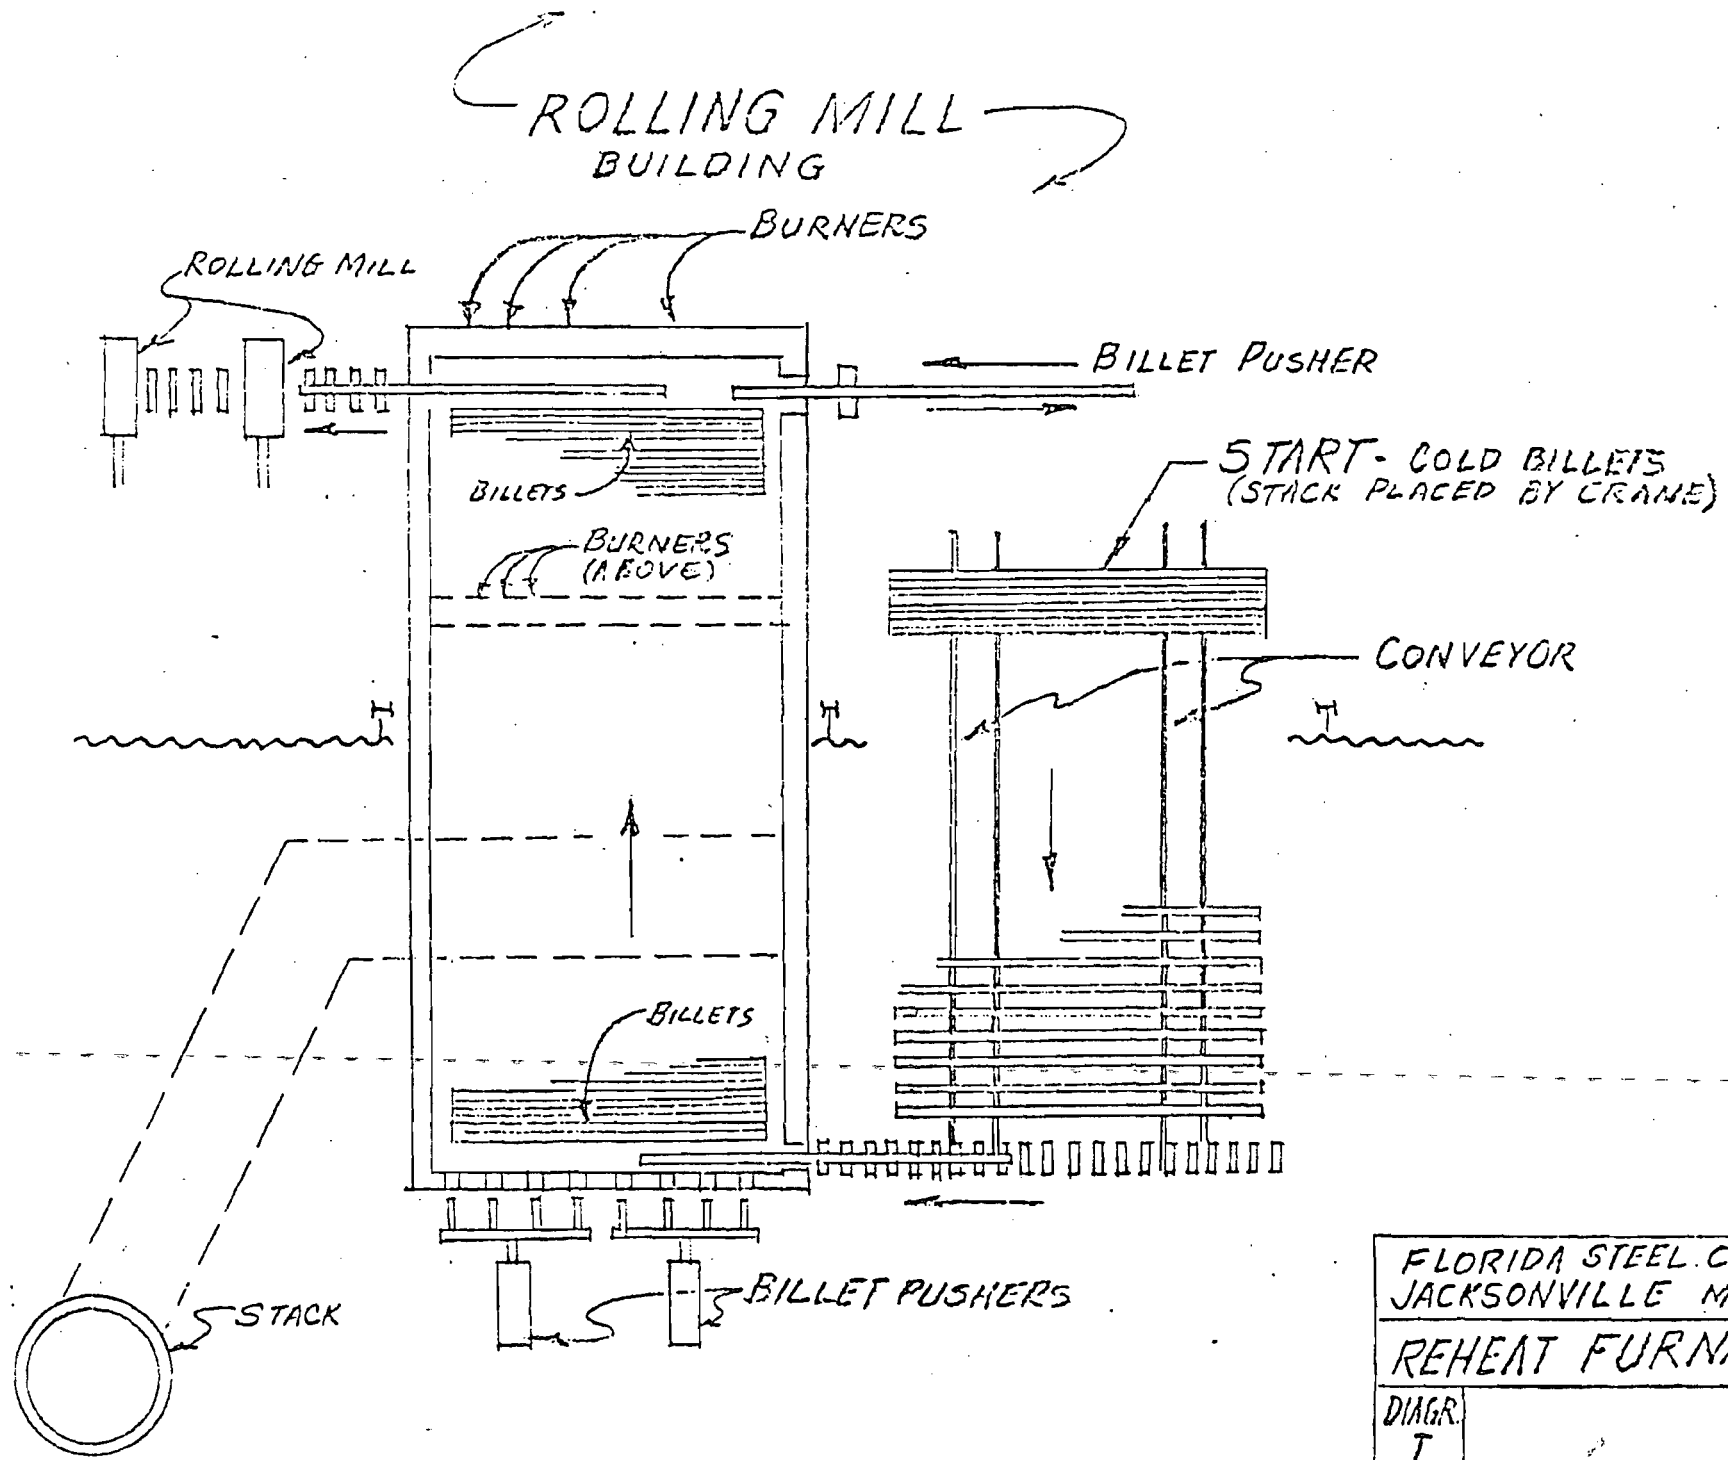 ROLLING MILL
BUILDING
BURNERS
ROLLING MILL
BILLET PUSHER
START - COLD BILLETS
(STACK PLACED BY CRANE)
BILLETS
BURNERS
(ABOVE)
CONVEYOR
BILLETS
BILLET PUSHERS
STACK
FLORIDA STEEL C
JACKSONVILLE M
REHEAT FURNA
DIAGR.
I